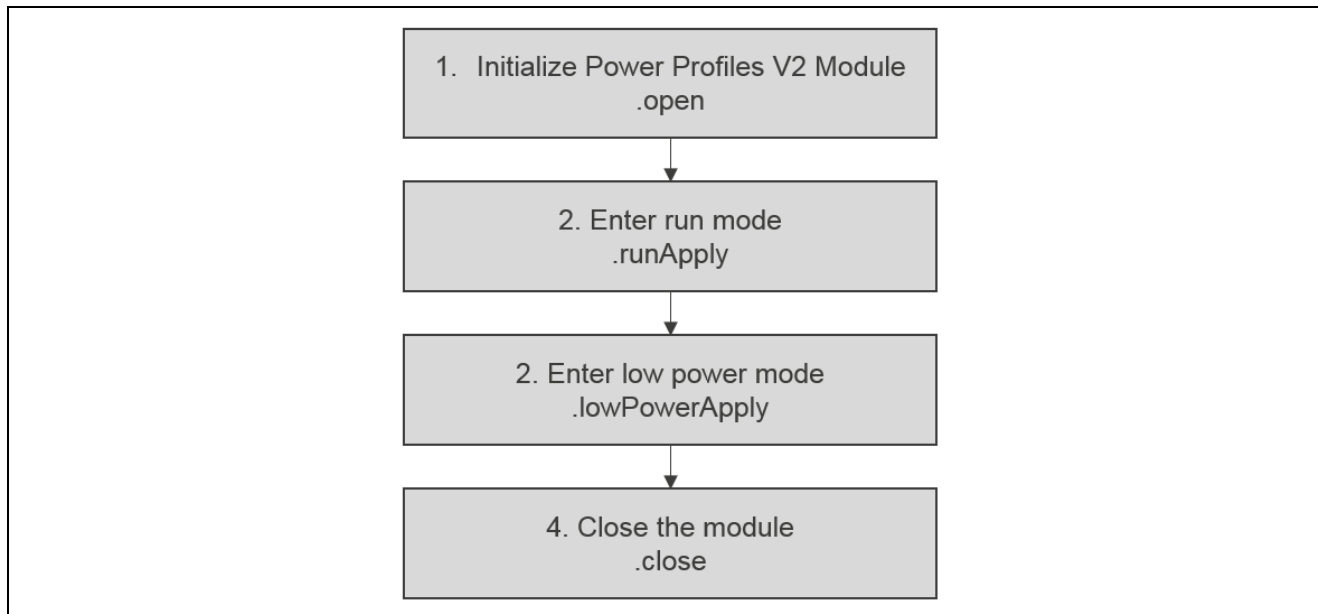 1. Initialize Power Profiles V2 Module
.open
2. Enter run mode
.runApply
2. Enter low power mode
.lowPowerApply
4. Close the module
.close